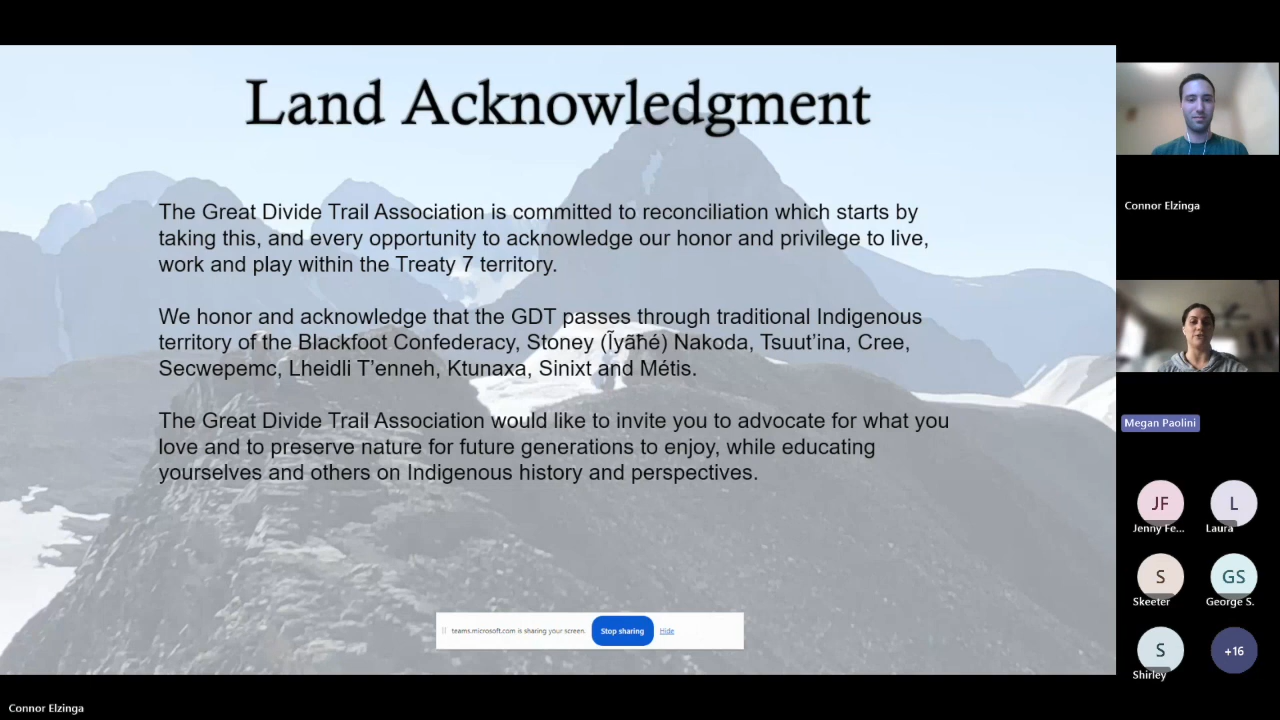 Land Acknowledgment
The Great Divide Trail Association is committed to reconciliation which starts by
taking this, and every opportunity to acknowledge our honor and privilege to live,
work and play within the Treaty 7 territory.
We honor and acknowledge that the GDT passes through traditional Indigenous
territory of the Blackfoot Confederacy, Stoney (Ĩyãħé) Nakoda, Tsuut’ina, Cree,
Secwepemc, Lheidli T’enneh, Ktunaxa, Sinixt and Métis.
The Great Divide Trail Association would like to invite you to advocate for what you
love and to preserve nature for future generations to enjoy, while educating
yourselves and others on Indigenous history and perspectives.
teams.microsoft.com is sharing your screen. Stop sharing Hide
Connor Elzinga
Megan Paolini
JF L
Jenny Fe... Laura
S GS
Skeeter George S.
S +16
Shirley
Connor Elzinga